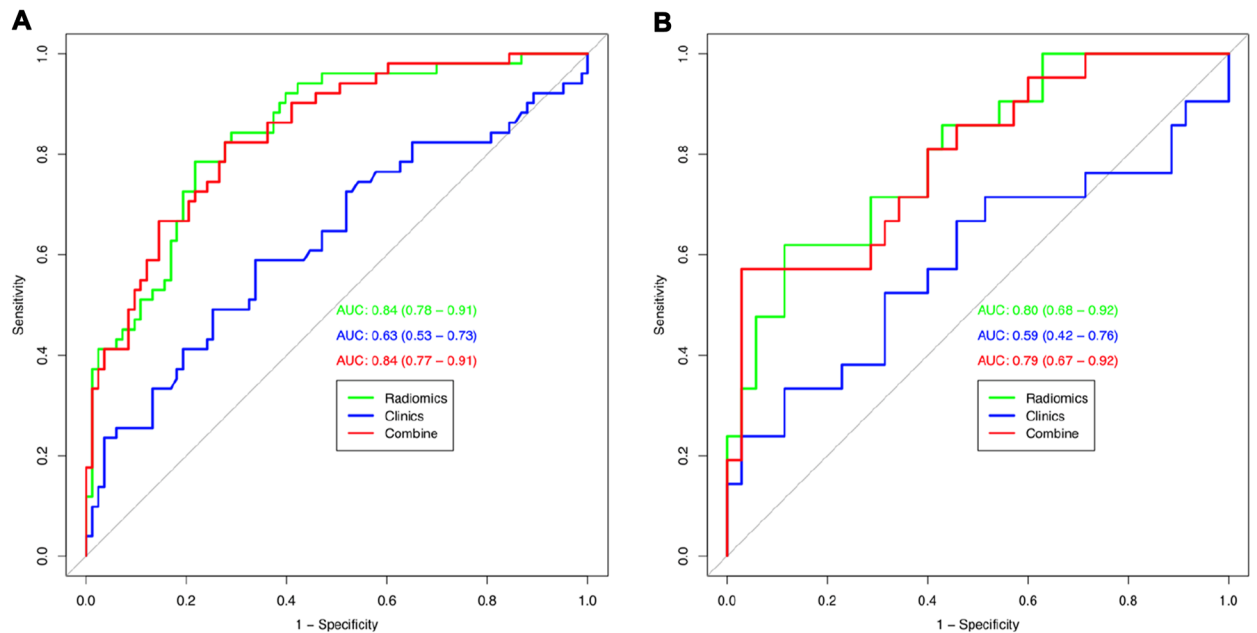 A
1.0
0.8
0.6
0.4
0.2
0.0
Sensitivity
AUC: 0.84 (0.78 – 0.91)
AUC: 0.63 (0.53 – 0.73)
AUC: 0.84 (0.77 – 0.91)
Radiomics
Clinics
Combine
0.0 0.2 0.4 0.6 0.8 1.0
1 – Specificity
B
1.0
0.8
0.6
0.4
0.2
0.0
Sensitivity
AUC: 0.80 (0.68 – 0.92)
AUC: 0.59 (0.42 – 0.76)
AUC: 0.79 (0.67 – 0.92)
Radiomics
Clinics
Combine
0.0 0.2 0.4 0.6 0.8 1.0
1 – Specificity